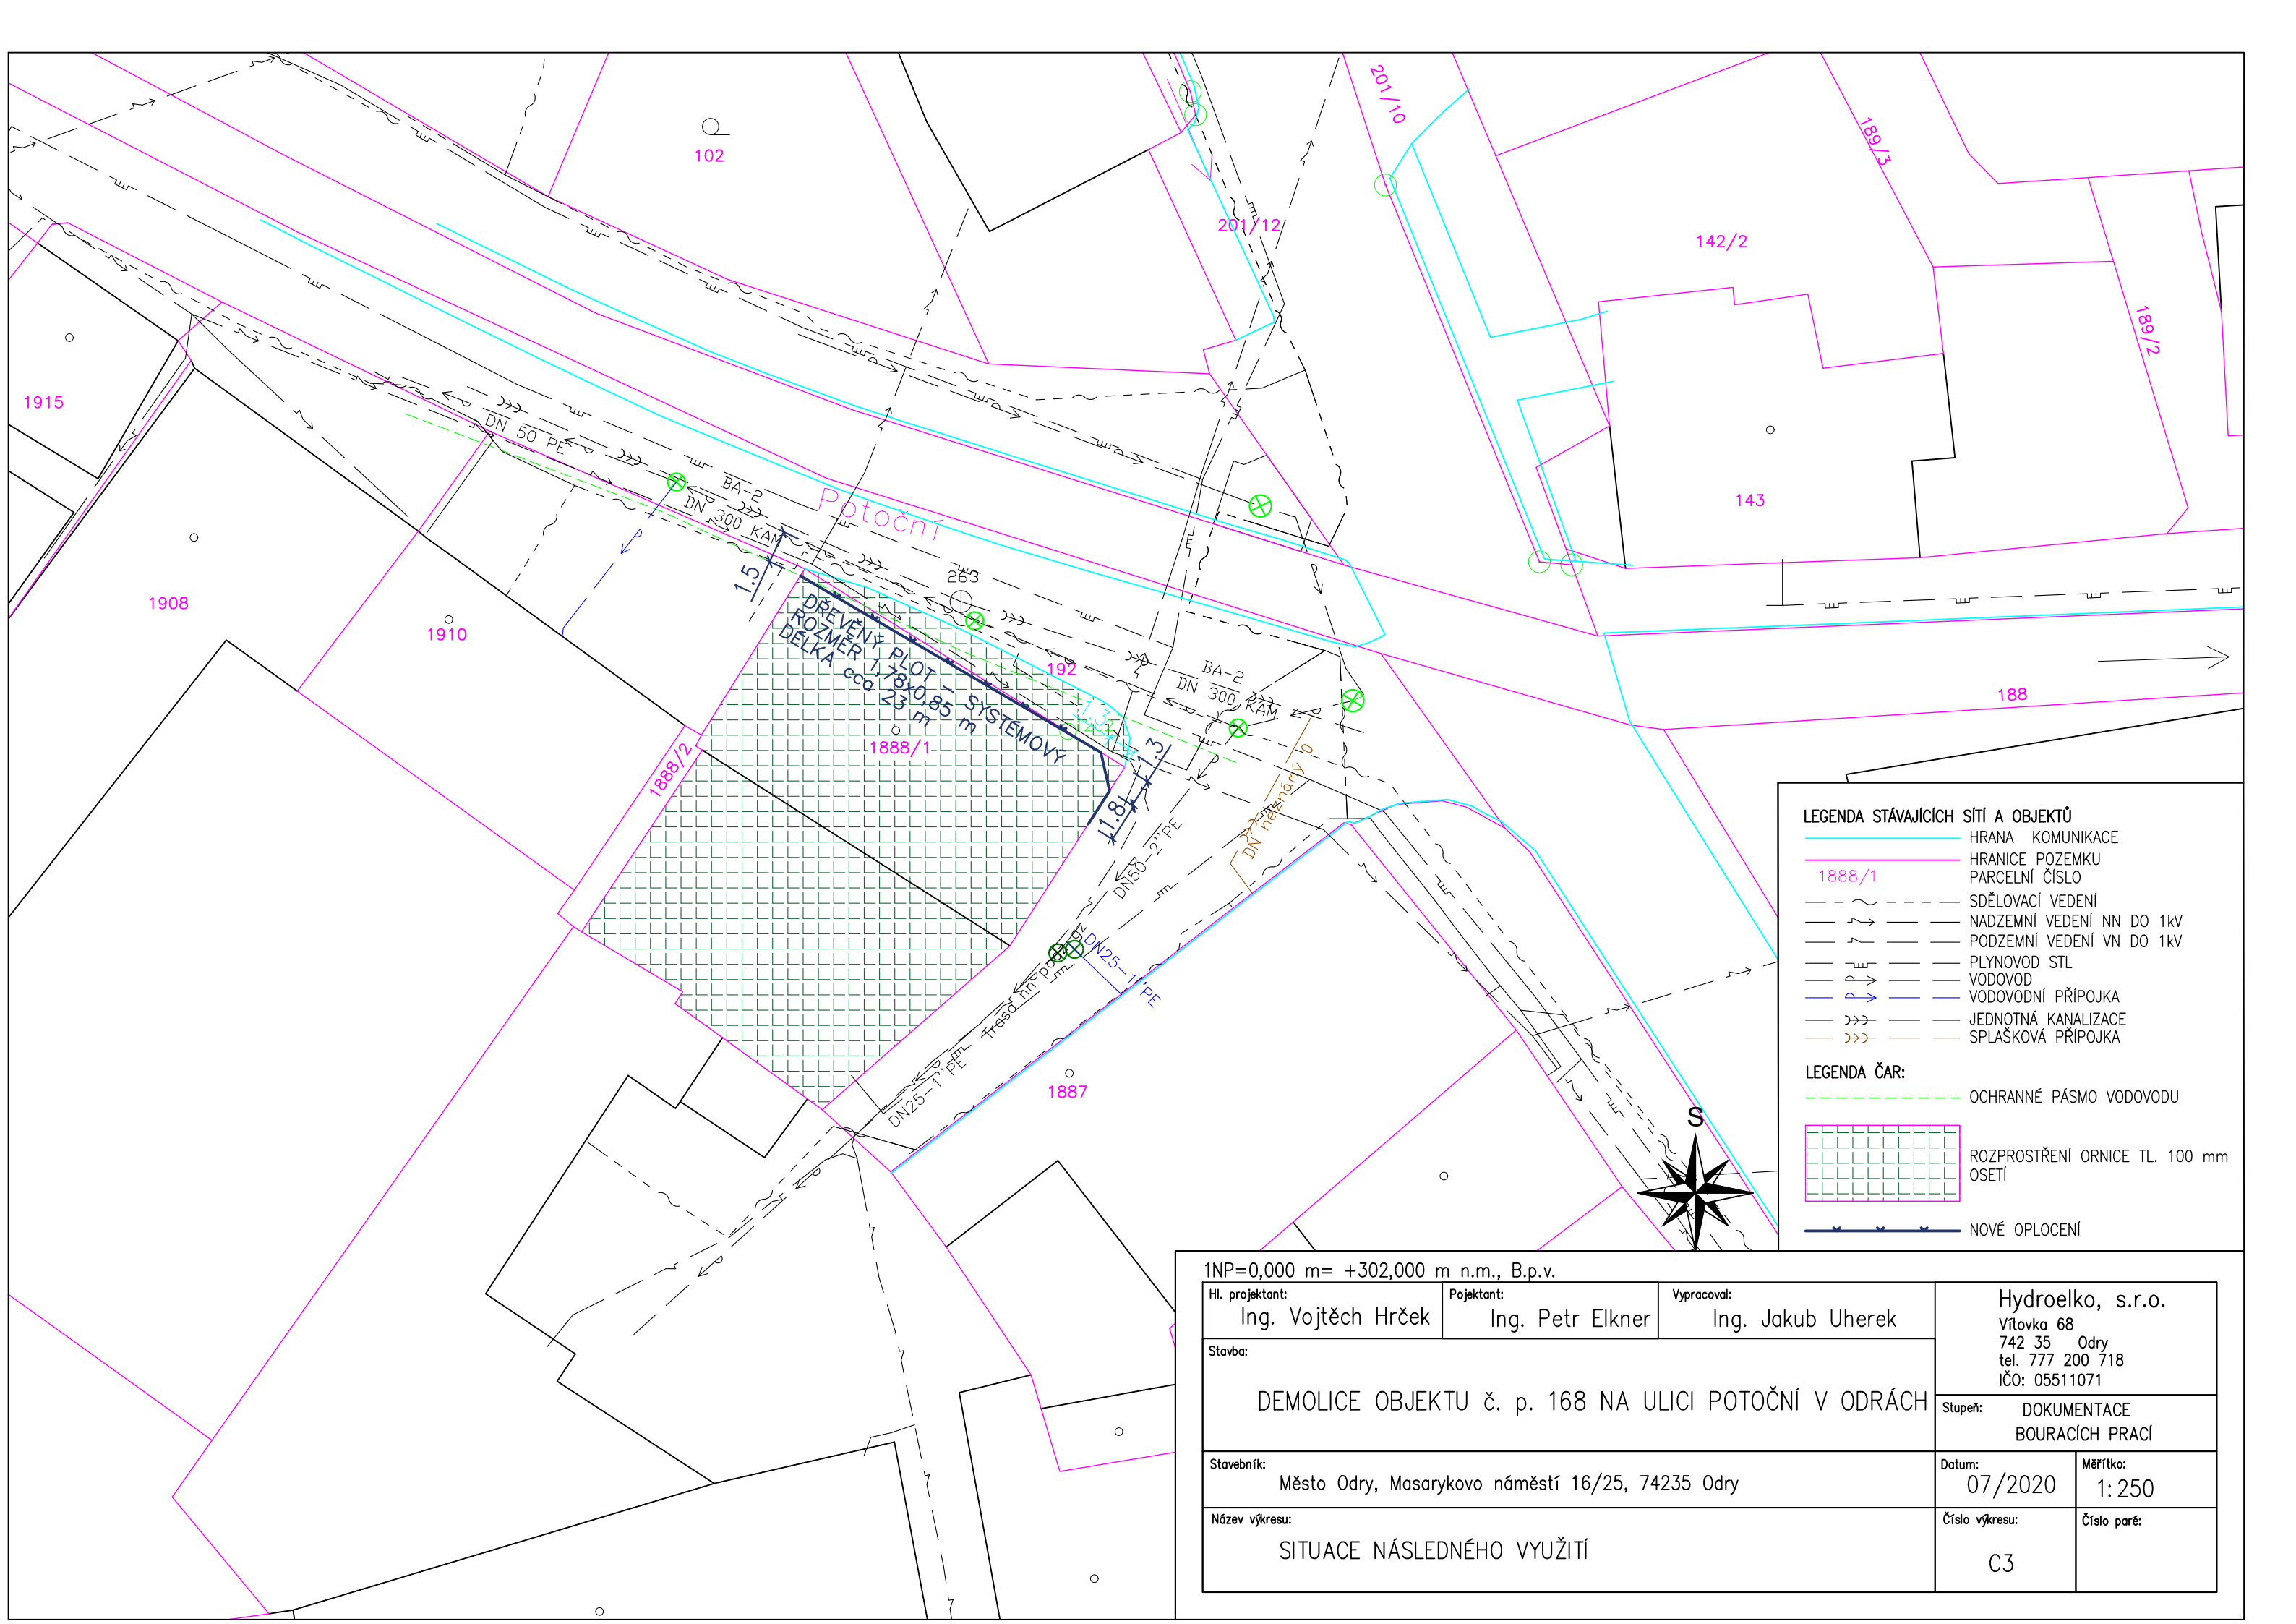 102
201/10
201/12
189/3
142/2
189/2
143
1915
1908
1910
DN 50 PE
BA-2
DN 300 KAM
Potoční
1.5
263
DŘEVĚNÝ PLOT – SYSTÉMOVÝ
ROZMĚR 1,78x0,85 m
DÉLKA cca 23 m
192
BA-2
DN 300 KAM
188
1888/1
1888/2
1.3
1.3
1.8
DN neznámý
DN50-2"PE
DN25-1"PE
Trasa nn
DN25-1"PE
1887
LEGENDA STÁVAJÍCÍCH SÍTÍ A OBJEKTŮ
HRANA KOMUNIKACE
HRANICE POZEMKU
1888/1 PARCELNÍ ČÍSLO
SDĚLOVACÍ VEDENÍ
NADZEMNÍ VEDENÍ NN DO 1kV
PODZEMNÍ VEDENÍ VN DO 1kV
PLYNOVOD STL
VODOVOD
VODOVODNÍ PŘÍPOJKA
JEDNOTNÁ KANALIZACE
SPLAŠKOVÁ PŘÍPOJKA
LEGENDA ČAR:
OCHRANNÉ PÁSMO VODOVODU
ROZPROSTŘENÍ ORNICE TL. 100 mm
OSETÍ
NOVÉ OPLOCENÍ
S
1NP=0,000 m= +302,000 m n.m., B.p.v.
Hl. projektant:
Ing. Vojtěch Hrček
Pojektant:
Ing. Petr Elkner
Vypracoval:
Ing. Jakub Uherek
Hydroelko, s.r.o.
Vítovka 68
742 35 Odry
tel. 777 200 718
IČO: 05511071
Stavba:
DEMOLICE OBJEKTU č. p. 168 NA ULICI POTOČNÍ V ODRÁCH
Stupeň:
DOKUMENTACE
BOURACÍCH PRACÍ
Stavebník:
Město Odry, Masarykovo náměstí 16/25, 74235 Odry
Datum:
07/2020
Měřítko:
1:250
Název výkresu:
SITUACE NÁSLEDNÉHO VYUŽITÍ
Číslo výkresu:
C3
Číslo paré: